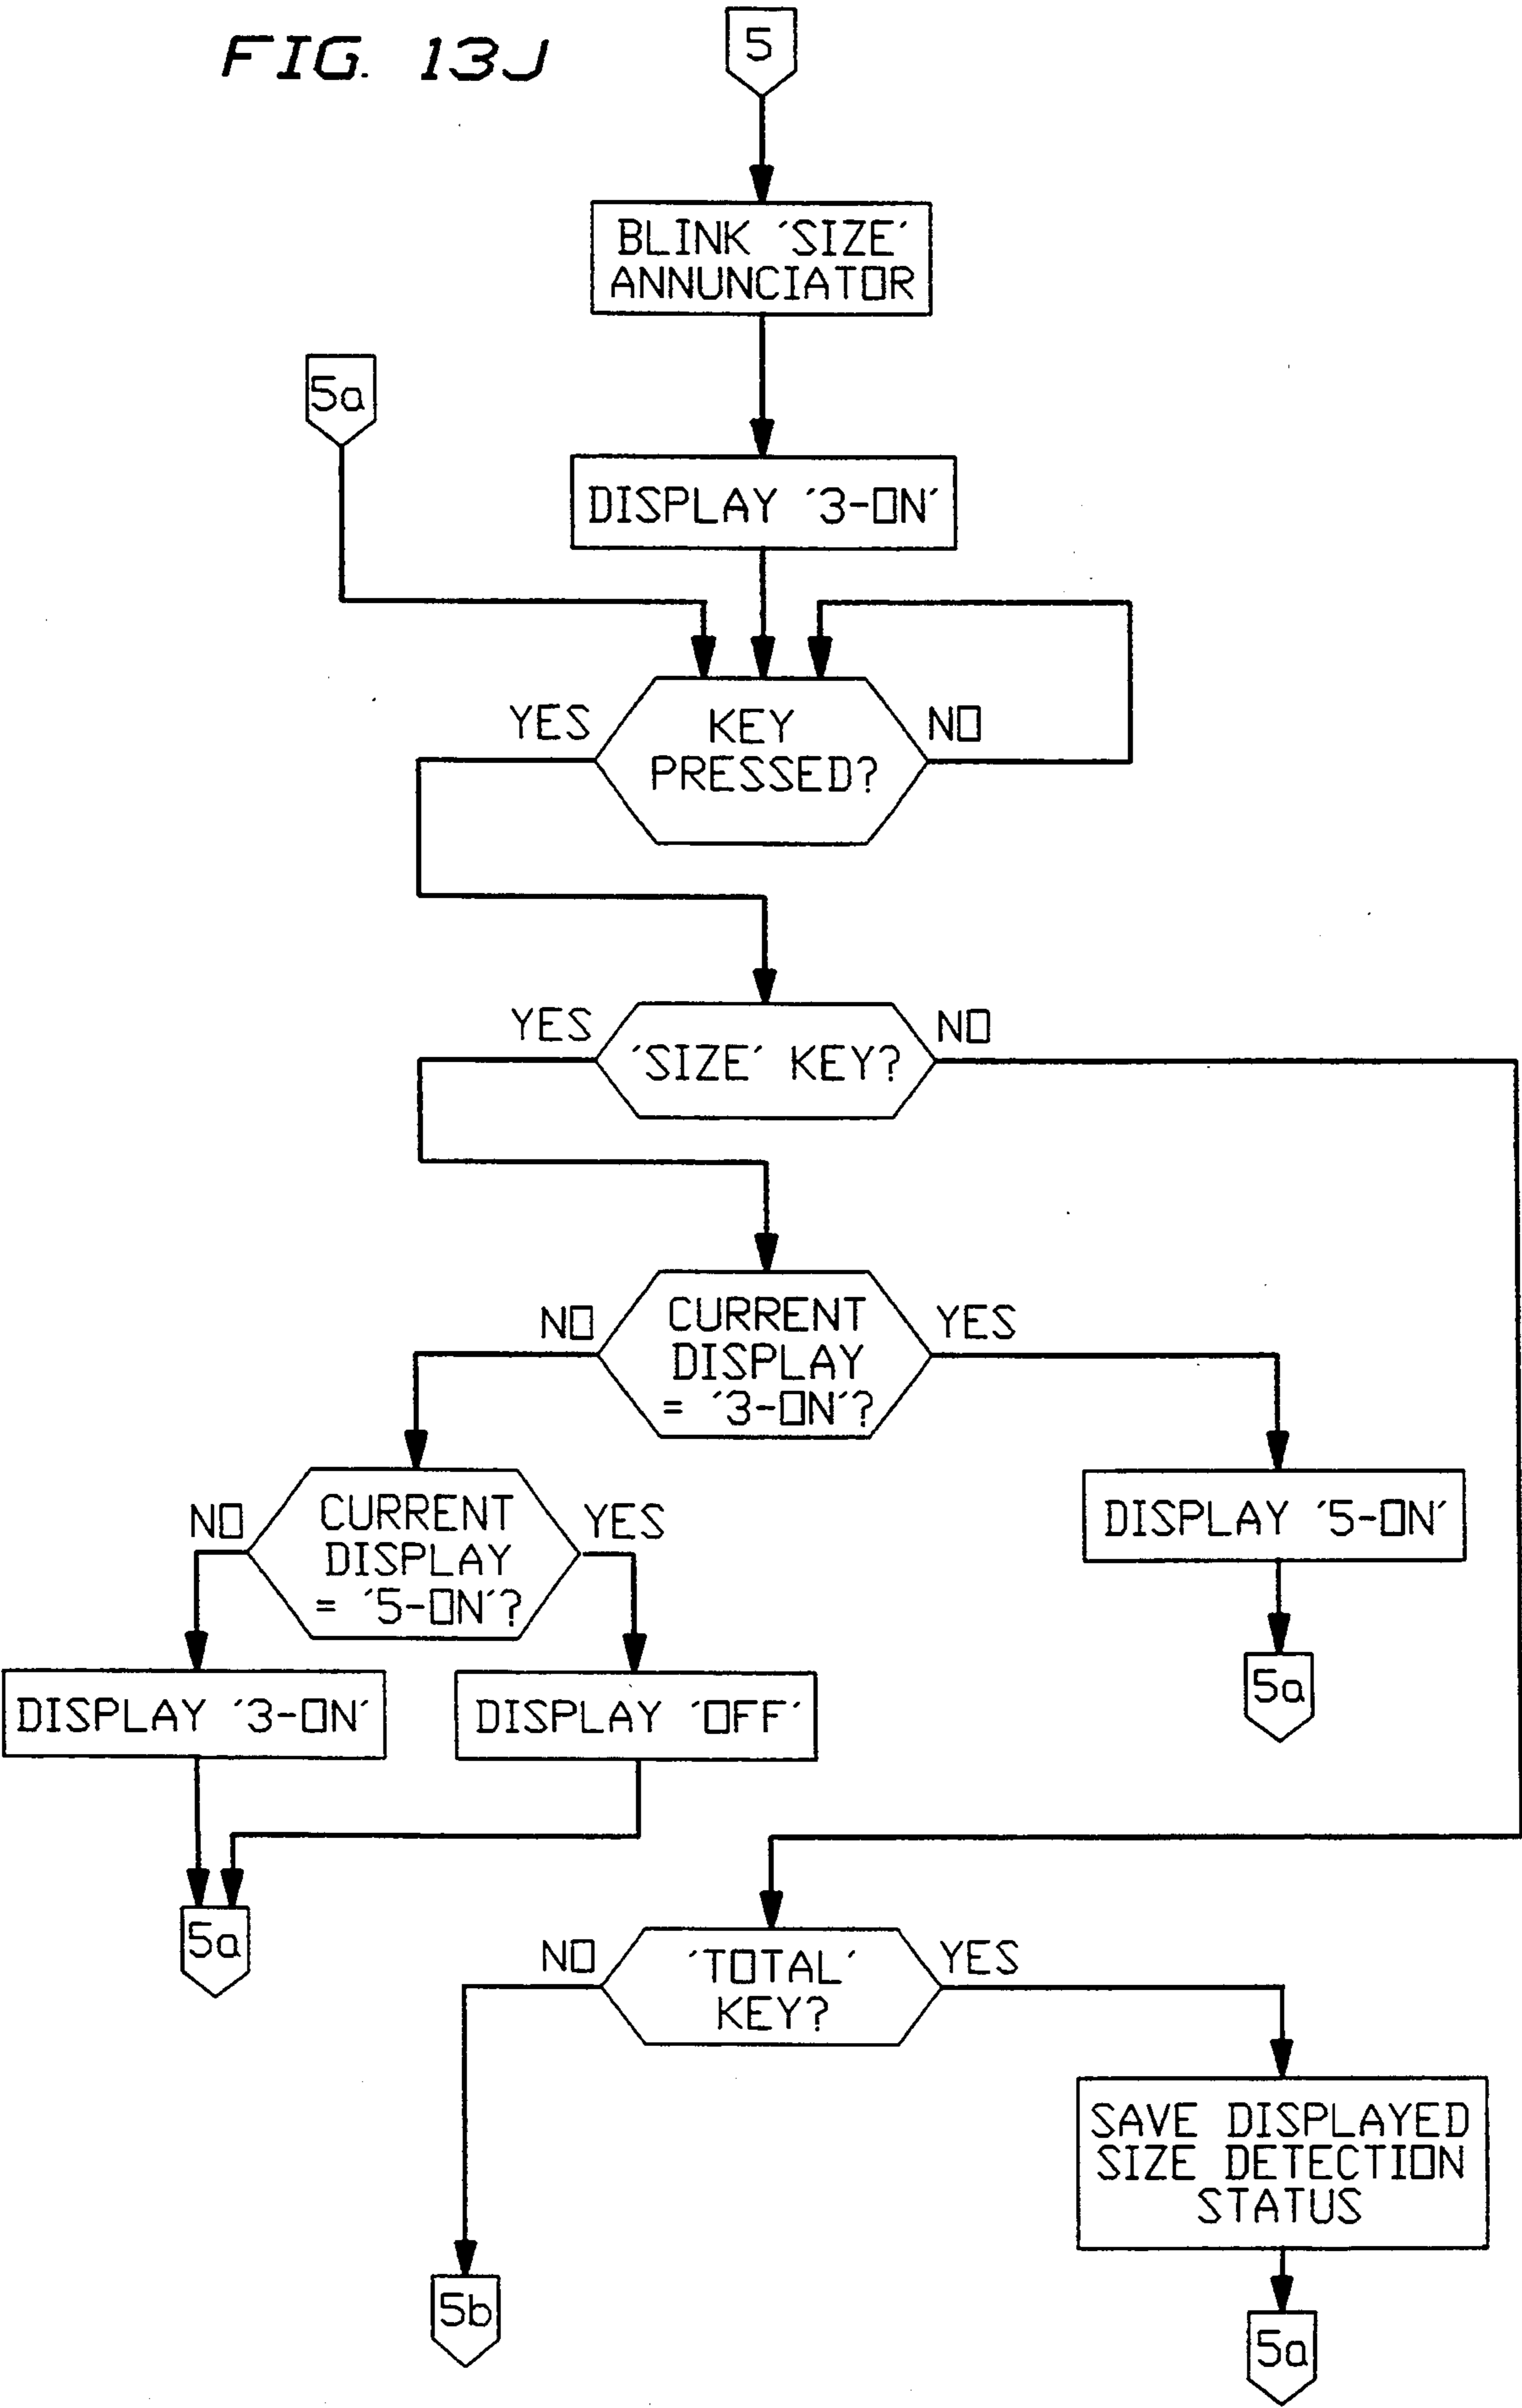 FIG. 13J
5
BLINK 'SIZE'
ANNUNCIATOR
5a
DISPLAY '3-ON'
YES
KEY
PRESSED?
NO
YES
'SIZE' KEY?
NO
NO
CURRENT
DISPLAY
= '3-ON'?
YES
NO
CURRENT
DISPLAY
= '5-ON'?
YES
DISPLAY '5-ON'
5a
DISPLAY '3-ON'
DISPLAY 'OFF'
5a
NO
'TOTAL'
KEY?
YES
SAVE DISPLAYED
SIZE DETECTION
STATUS
5b
5a